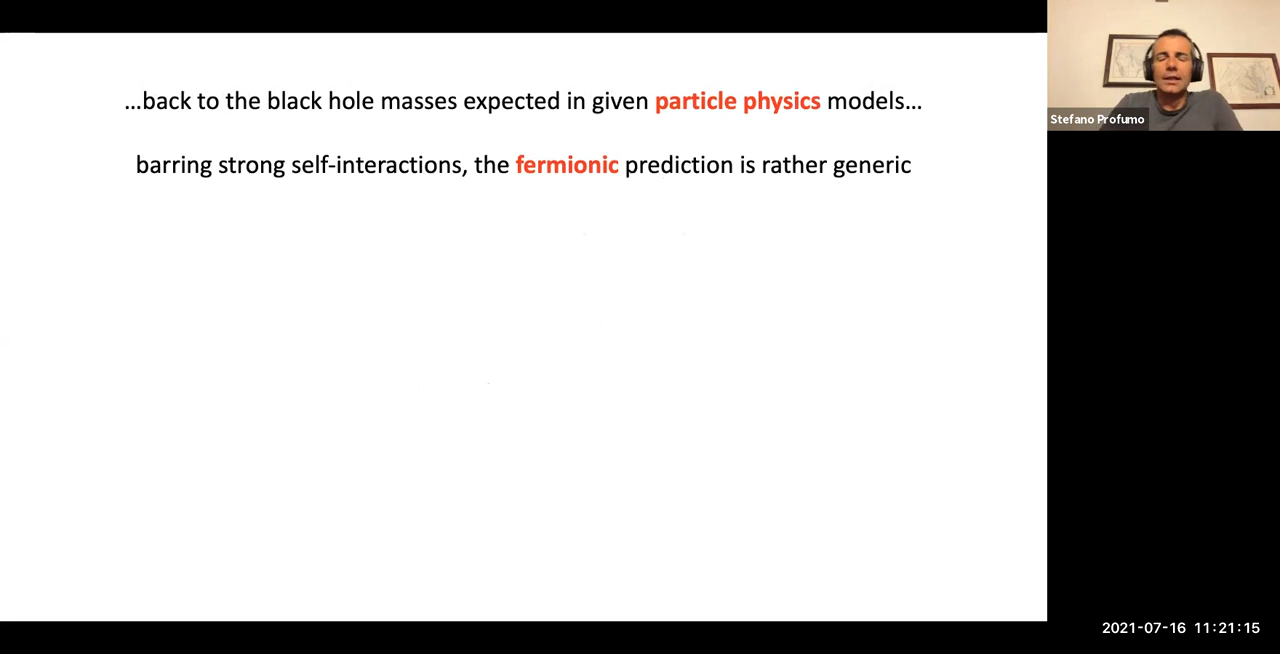 …back to the black hole masses expected in given particle physics models…
barring strong self-interactions, the fermionic prediction is rather generic
Stefano Profumo
2021-07-16 11:21:15